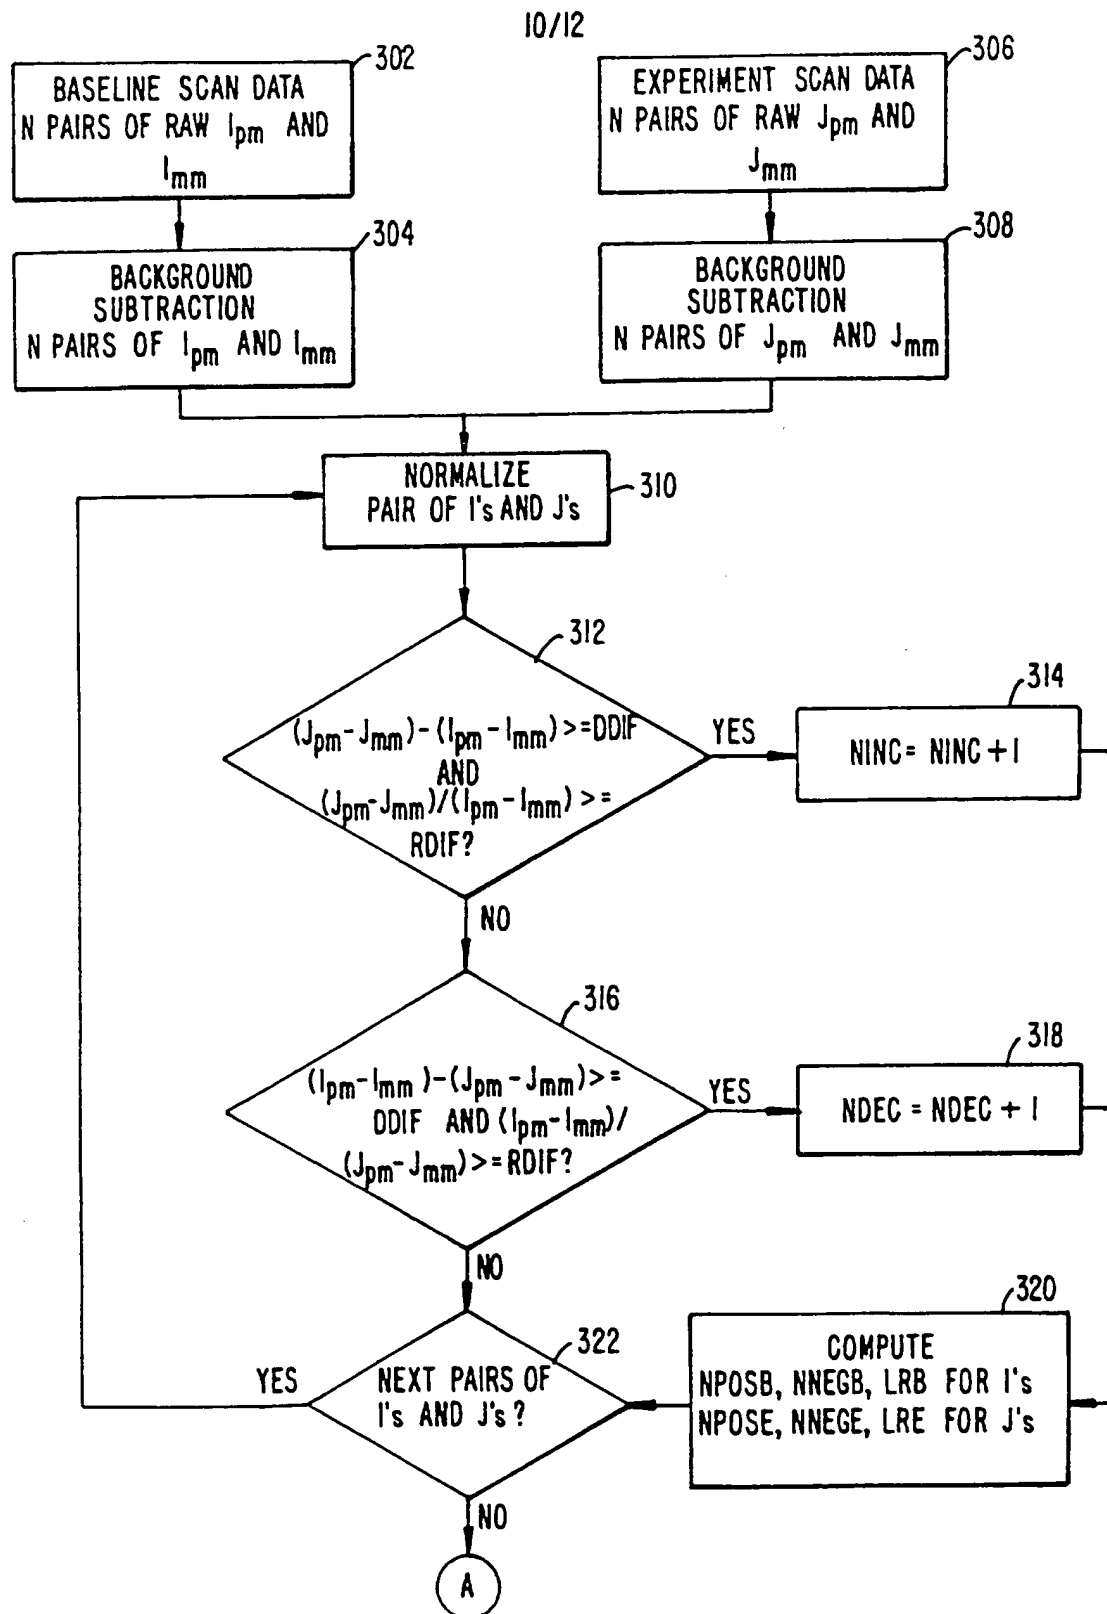 10/12
302
BASELINE SCAN DATA
N PAIRS OF RAW Ipm AND
Imm
306
EXPERIMENT SCAN DATA
N PAIRS OF RAW Jpm AND
Jmm
304
BACKGROUND
SUBTRACTION
N PAIRS OF Ipm AND Imm
308
BACKGROUND
SUBTRACTION
N PAIRS OF Jpm AND Jmm
NORMALIZE
PAIR OF I's AND J's
310
312
(Jpm-Jmm)-(Ipm-Imm)>=DDIF
AND
(Jpm-Jmm)/(Ipm-Imm)>=
RDIF?
YES
314
NINC= NINC+1
NO
316
(Ipm-Imm)-(Jpm-Jmm)>=
DDIF AND (Ipm-Imm)/
(Jpm-Jmm)>=RDIF?
YES
318
NDEC = NDEC + 1
NO
320
COMPUTE
NPOSB, NNEGB, LRB FOR I's
NPOSE, NNEGE, LRE FOR J's
322
NEXT PAIRS OF
I's AND J's?
YES
NO
A